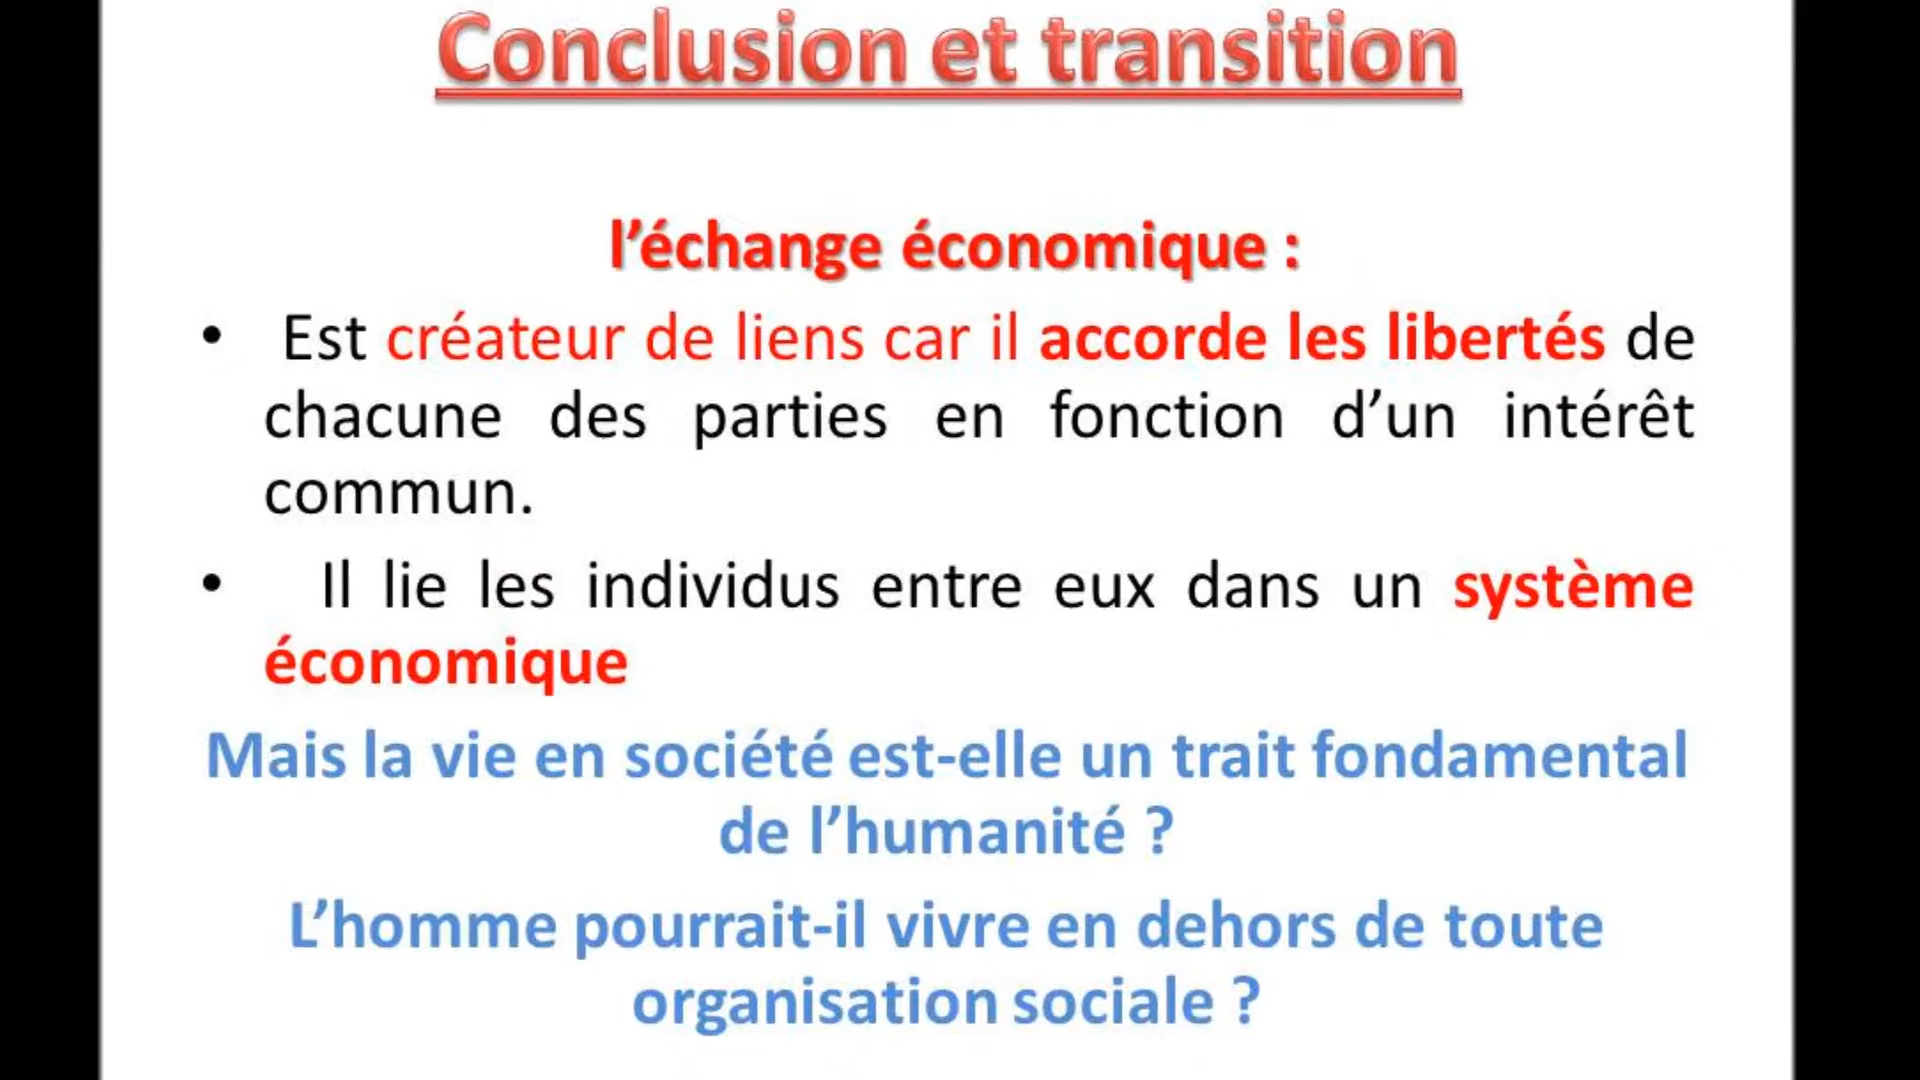 Conclusion et transition
l’échange économique :
• Est créateur de liens car il accorde les libertés de
chacune des parties en fonction d’un intérêt
commun.
• Il lie les individus entre eux dans un système
économique
Mais la vie en société est-elle un trait fondamental
de l’humanité ?
L’homme pourrait-il vivre en dehors de toute
organisation sociale ?